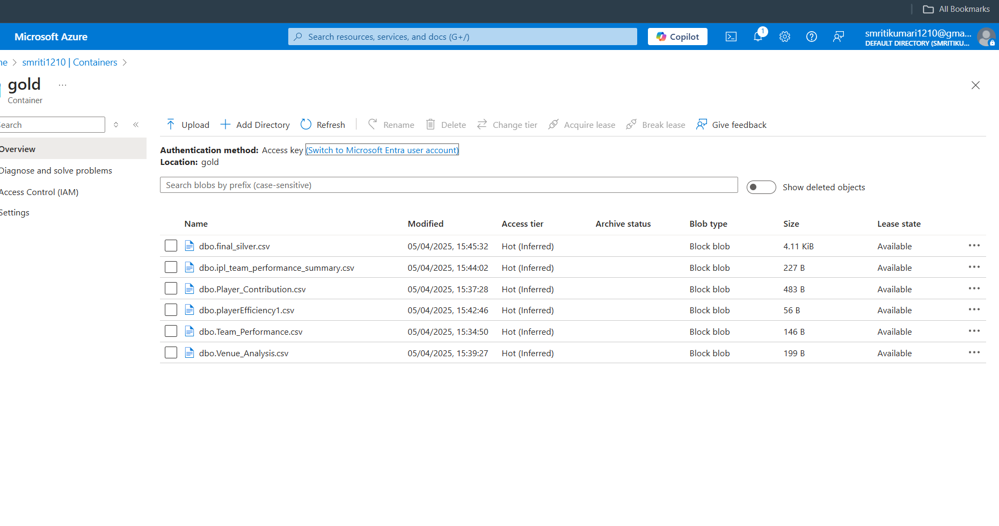 All Bookmarks
Microsoft Azure
Search resources, services, and docs (G+/)
Copilot
1
smritikumari1210@gma...
DEFAULT DIRECTORY (SMRITIKU...
smriti1210 | Containers
gold
Container
Upload
Add Directory
Refresh
Rename
Delete
Change tier
Acquire lease
Break lease
Give feedback
Overview
Diagnose and solve problems
Access Control (IAM)
Settings
Authentication method: Access key (Switch to Microsoft Entra user account)
Location: gold
Search blobs by prefix (case-sensitive)
Show deleted objects
Name Modified Access tier Archive status Blob type Size Lease state
dbo.final_silver.csv 05/04/2025, 15:45:32 Hot (Inferred) Block blob 4.11 KiB Available
dbo.ipl_team_performance_summary.csv 05/04/2025, 15:44:02 Hot (Inferred) Block blob 227 B Available
dbo.Player_Contribution.csv 05/04/2025, 15:37:28 Hot (Inferred) Block blob 483 B Available
dbo.playerEfficiency1.csv 05/04/2025, 15:42:46 Hot (Inferred) Block blob 56 B Available
dbo.Team_Performance.csv 05/04/2025, 15:34:50 Hot (Inferred) Block blob 146 B Available
dbo.Venue_Analysis.csv 05/04/2025, 15:39:27 Hot (Inferred) Block blob 199 B Available